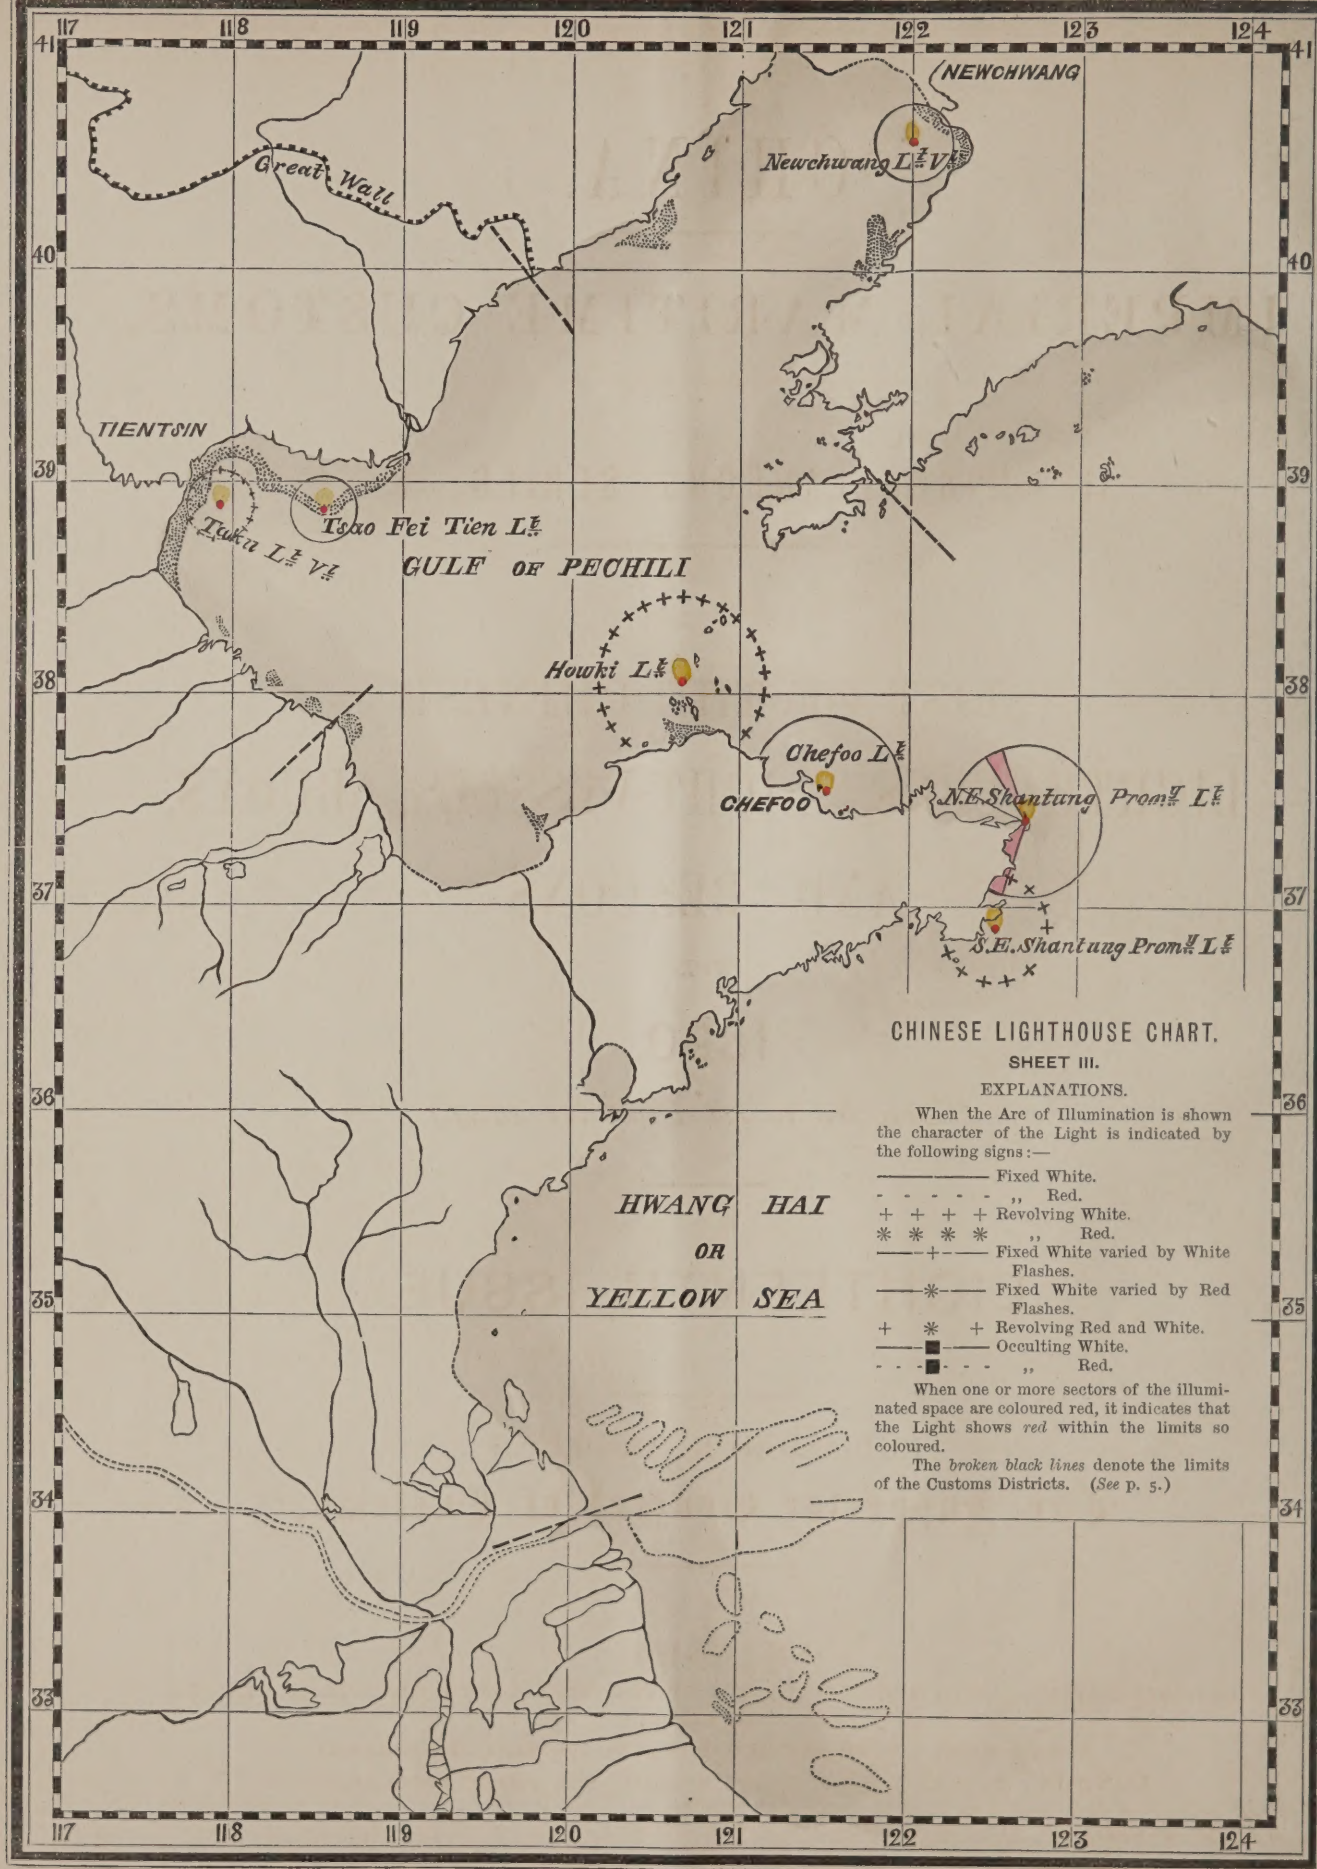 117 118 119 120 121 122 123 124
41 41
NEWCHWANG
Newchwang Lt. Vl.
Great Wall
40 40
TIENTSIN
39 39
Taku Lt. Vl.
Tsao Fei Tien Lt.
GULF OF PECHILI
Howki Lt.
38 38
Chefoo Lt.
CHEFOO
N.E. Shantung Promy. Lt.
37 37
S.E. Shantung Promy. Lt.
CHINESE LIGHTHOUSE CHART.
SHEET III.
EXPLANATIONS.
36 36
When the Arc of Illumination is shown
the character of the Light is indicated by
the following signs:—
Fixed White.
,, Red.
+ + + + Revolving White.
* * * * ,, Red.
—-+-— Fixed White varied by White
Flashes.
—-*-— Fixed White varied by Red
Flashes.
+ * + Revolving Red and White.
Occulting White.
,, Red.
When one or more sectors of the illumi-
nated space are coloured red, it indicates that
the Light shows red within the limits so
coloured.
The broken black lines denote the limits
of the Customs Districts. (See p. 5.)
HWANG HAI
OR
YELLOW SEA
35 35
34 34
33 33
117 118 119 120 121 122 123 124